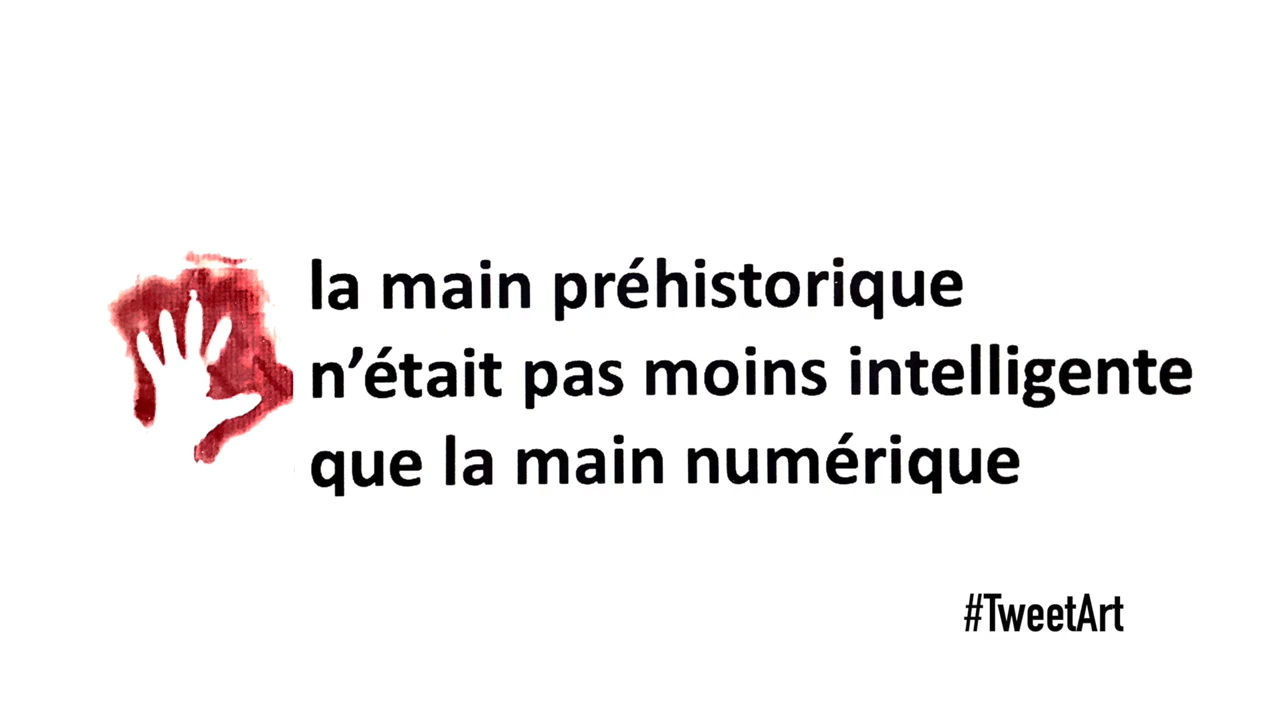 la main préhistorique
n’était pas moins intelligente
que la main numérique
#TweetArt